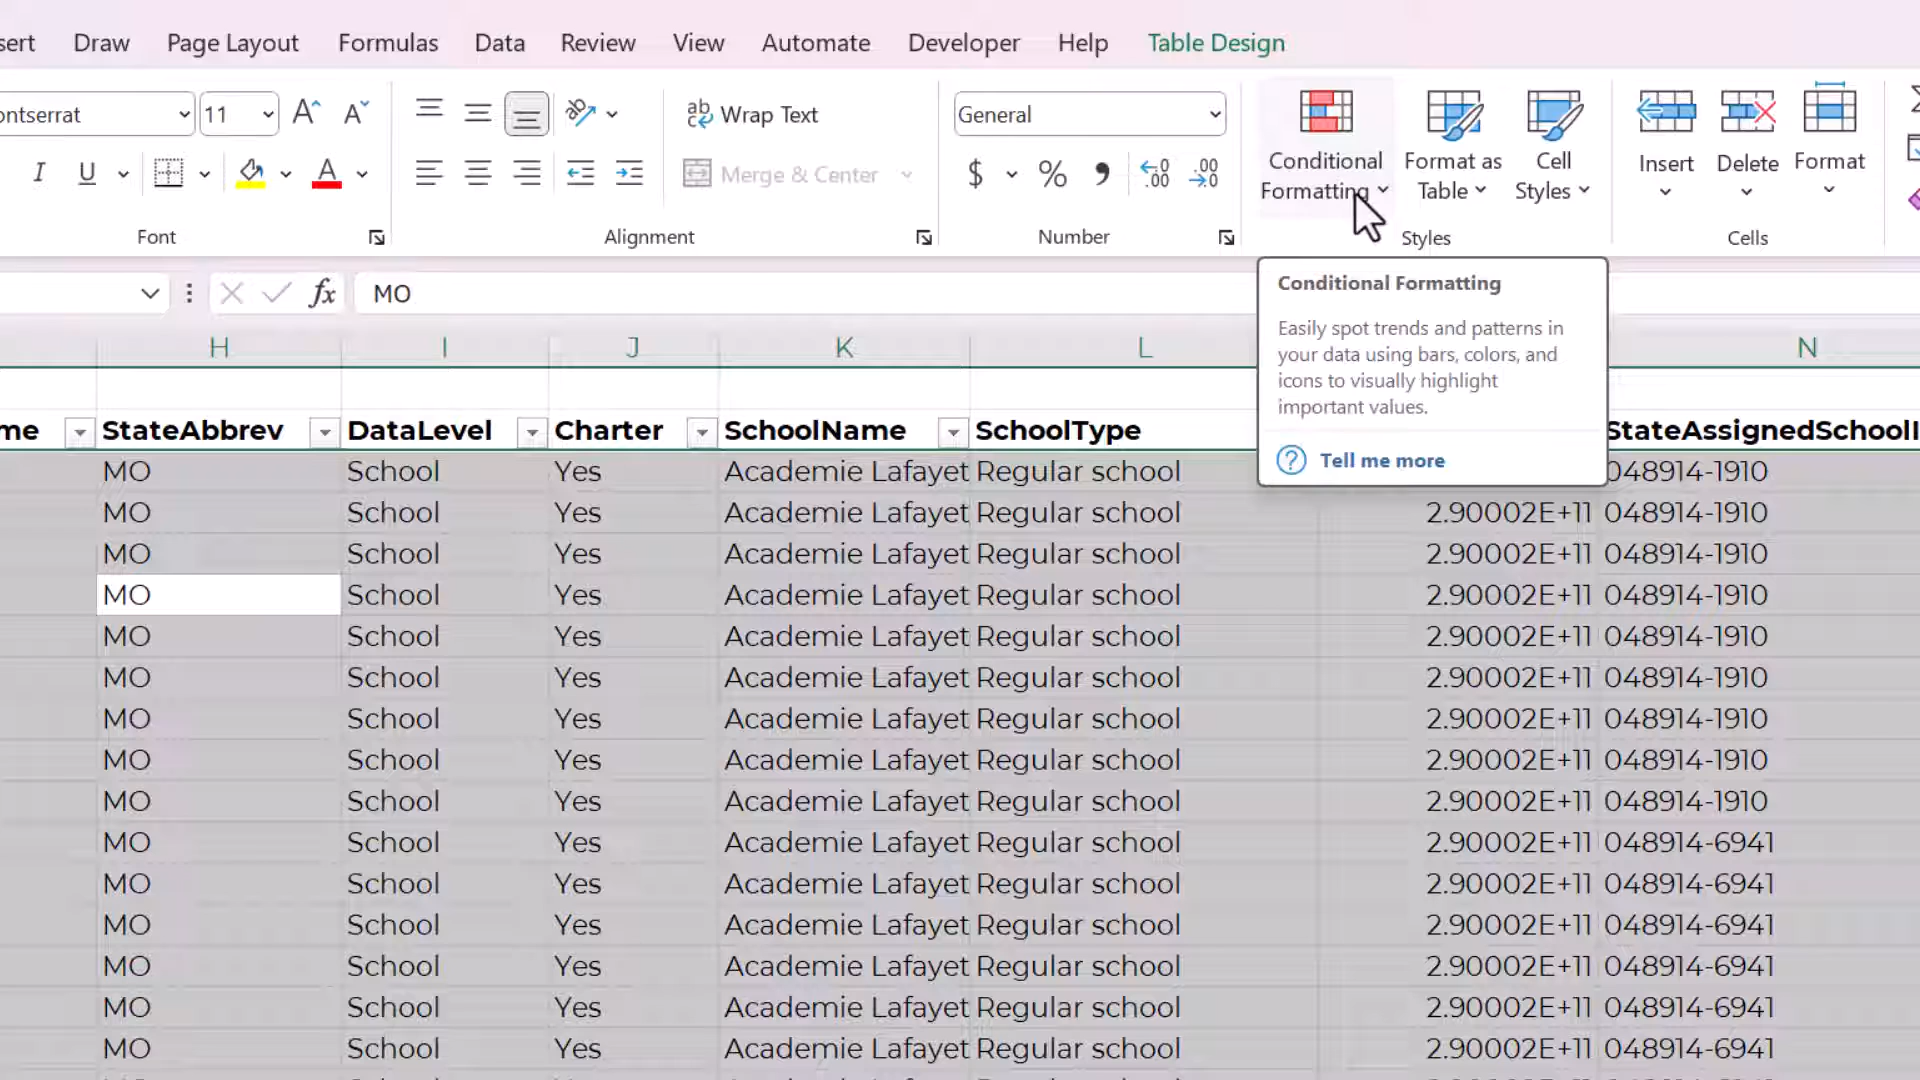 Draw Page Layout Formulas Data Review View Automate Developer Help Table Design
11 A A
ab Wrap Text
General
Conditional Formatting
Format as Table
Cell Styles
Insert
Delete
Format
I U A
Merge & Center
$ % , .00 .00
Font
Alignment
Number
Styles
Cells
fx MO
Conditional Formatting
Easily spot trends and patterns in
your data using bars, colors, and
icons to visually highlight
important values.
? Tell me more
H I J K L N
StateAbbrev DataLevel Charter SchoolName SchoolType
MO School Yes Academie Lafayet Regular school 048914-1910
MO School Yes Academie Lafayet Regular school 2.90002E+11 048914-1910
MO School Yes Academie Lafayet Regular school 2.90002E+11 048914-1910
MO School Yes Academie Lafayet Regular school 2.90002E+11 048914-1910
MO School Yes Academie Lafayet Regular school 2.90002E+11 048914-1910
MO School Yes Academie Lafayet Regular school 2.90002E+11 048914-1910
MO School Yes Academie Lafayet Regular school 2.90002E+11 048914-1910
MO School Yes Academie Lafayet Regular school 2.90002E+11 048914-1910
MO School Yes Academie Lafayet Regular school 2.90002E+11 048914-1910
MO School Yes Academie Lafayet Regular school 2.90002E+11 048914-6941
MO School Yes Academie Lafayet Regular school 2.90002E+11 048914-6941
MO School Yes Academie Lafayet Regular school 2.90002E+11 048914-6941
MO School Yes Academie Lafayet Regular school 2.90002E+11 048914-6941
MO School Yes Academie Lafayet Regular school 2.90002E+11 048914-6941
MO School Yes Academie Lafayet Regular school 2.90002E+11 048914-6941